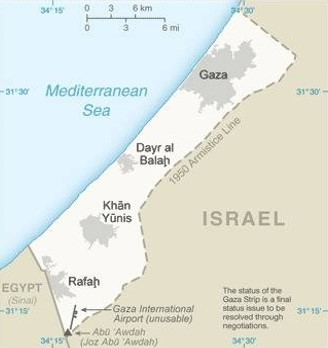 34°15'
34°30'
0 3 6 km
0 3 6 mi
Gaza
31°30'
Mediterranean
Sea
31°30'
Dayr al
Balaḩ
1950 Armistice Line
Khān
Yūnis
ISRAEL
Rafaḩ
EGYPT
(Sinai)
Gaza International
Airport (unusable)
The status of the
Gaza Strip is a final
status issue to be
resolved through
negotiations.
Abū 'Awdah
(Joz Abū 'Awdah)
31°15'
31°15'
34°15'
34°30'